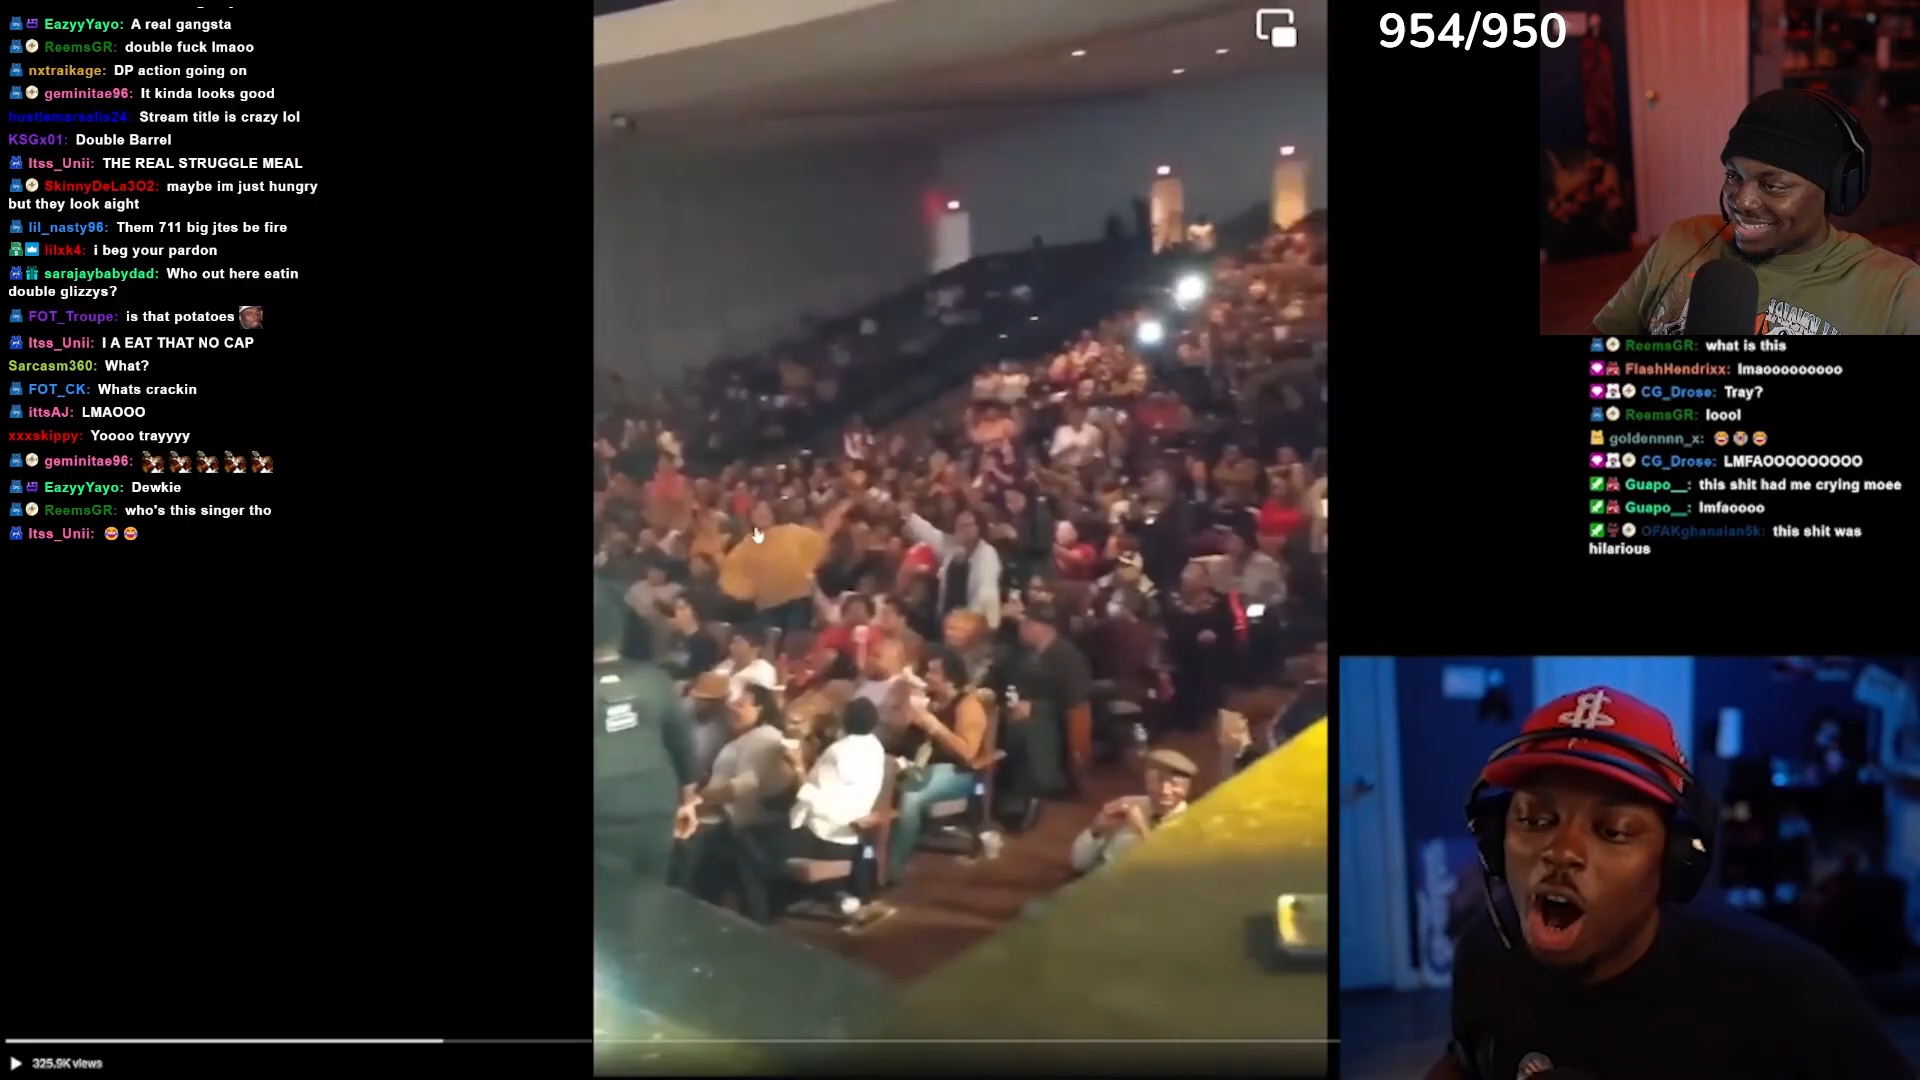 EazyyYayo: A real gangsta
ReemsGR: double fuck lmaoo
nxtraikage: DP action going on
geminitae96: It kinda looks good
hustlemarsalis24: Stream title is crazy lol
KSGx01: Double Barrel
Itss_Unii: THE REAL STRUGGLE MEAL
SkinnyDeLa3O2: maybe im just hungry
but they look aight
lil_nasty96: Them 711 big jtes be fire
lilxk4: i beg your pardon
sarajaybabydad: Who out here eatin
double glizzys?
FOT_Troupe: is that potatoes
Itss_Unii: I A EAT THAT NO CAP
Sarcasm360: What?
FOT_CK: Whats crackin
ittsAJ: LMAOOO
xxxskippy: Yoooo trayyyy
geminitae96:
EazyyYayo: Dewkie
ReemsGR: who's this singer tho
Itss_Unii: 😂 😂
325.9K views
954/950
ReemsGR: what is this
FlashHendrixx: lmaooooooooo
CG_Drose: Tray?
ReemsGR: loool
goldennnn_x: 😂 😭 😂
CG_Drose: LMFAOOOOOOOOO
Guapo__: this shit had me crying moee
Guapo__: lmfaoooo
OFAKghanaian5k: this shit was
hilarious